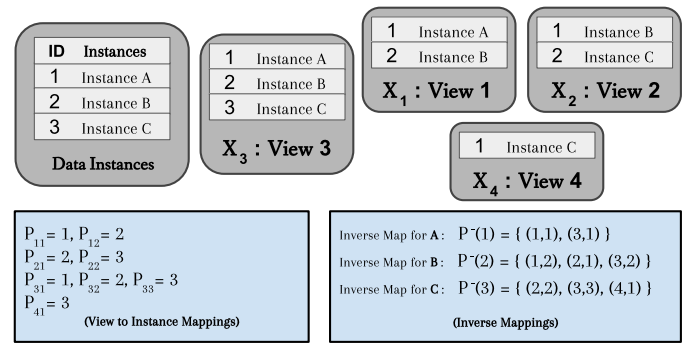 ID Instances
1 Instance A
2 Instance B
3 Instance C
Data Instances
1 Instance A
2 Instance B
3 Instance C
X₃ : View 3
1 Instance A
2 Instance B
X₁ : View 1
1 Instance B
2 Instance C
X₂ : View 2
1 Instance C
X₄ : View 4
P₁₁= 1, P₁₂= 2
P₂₁= 2, P₂₂= 3
P₃₁= 1, P₃₂= 2, P₃₃= 3
P₄₁= 3
(View to Instance Mappings)
Inverse Map for A : P⁻(1) = { (1,1), (3,1) }
Inverse Map for B : P⁻(2) = { (1,2), (2,1), (3,2) }
Inverse Map for C : P⁻(3) = { (2,2), (3,3), (4,1) }
(Inverse Mappings)